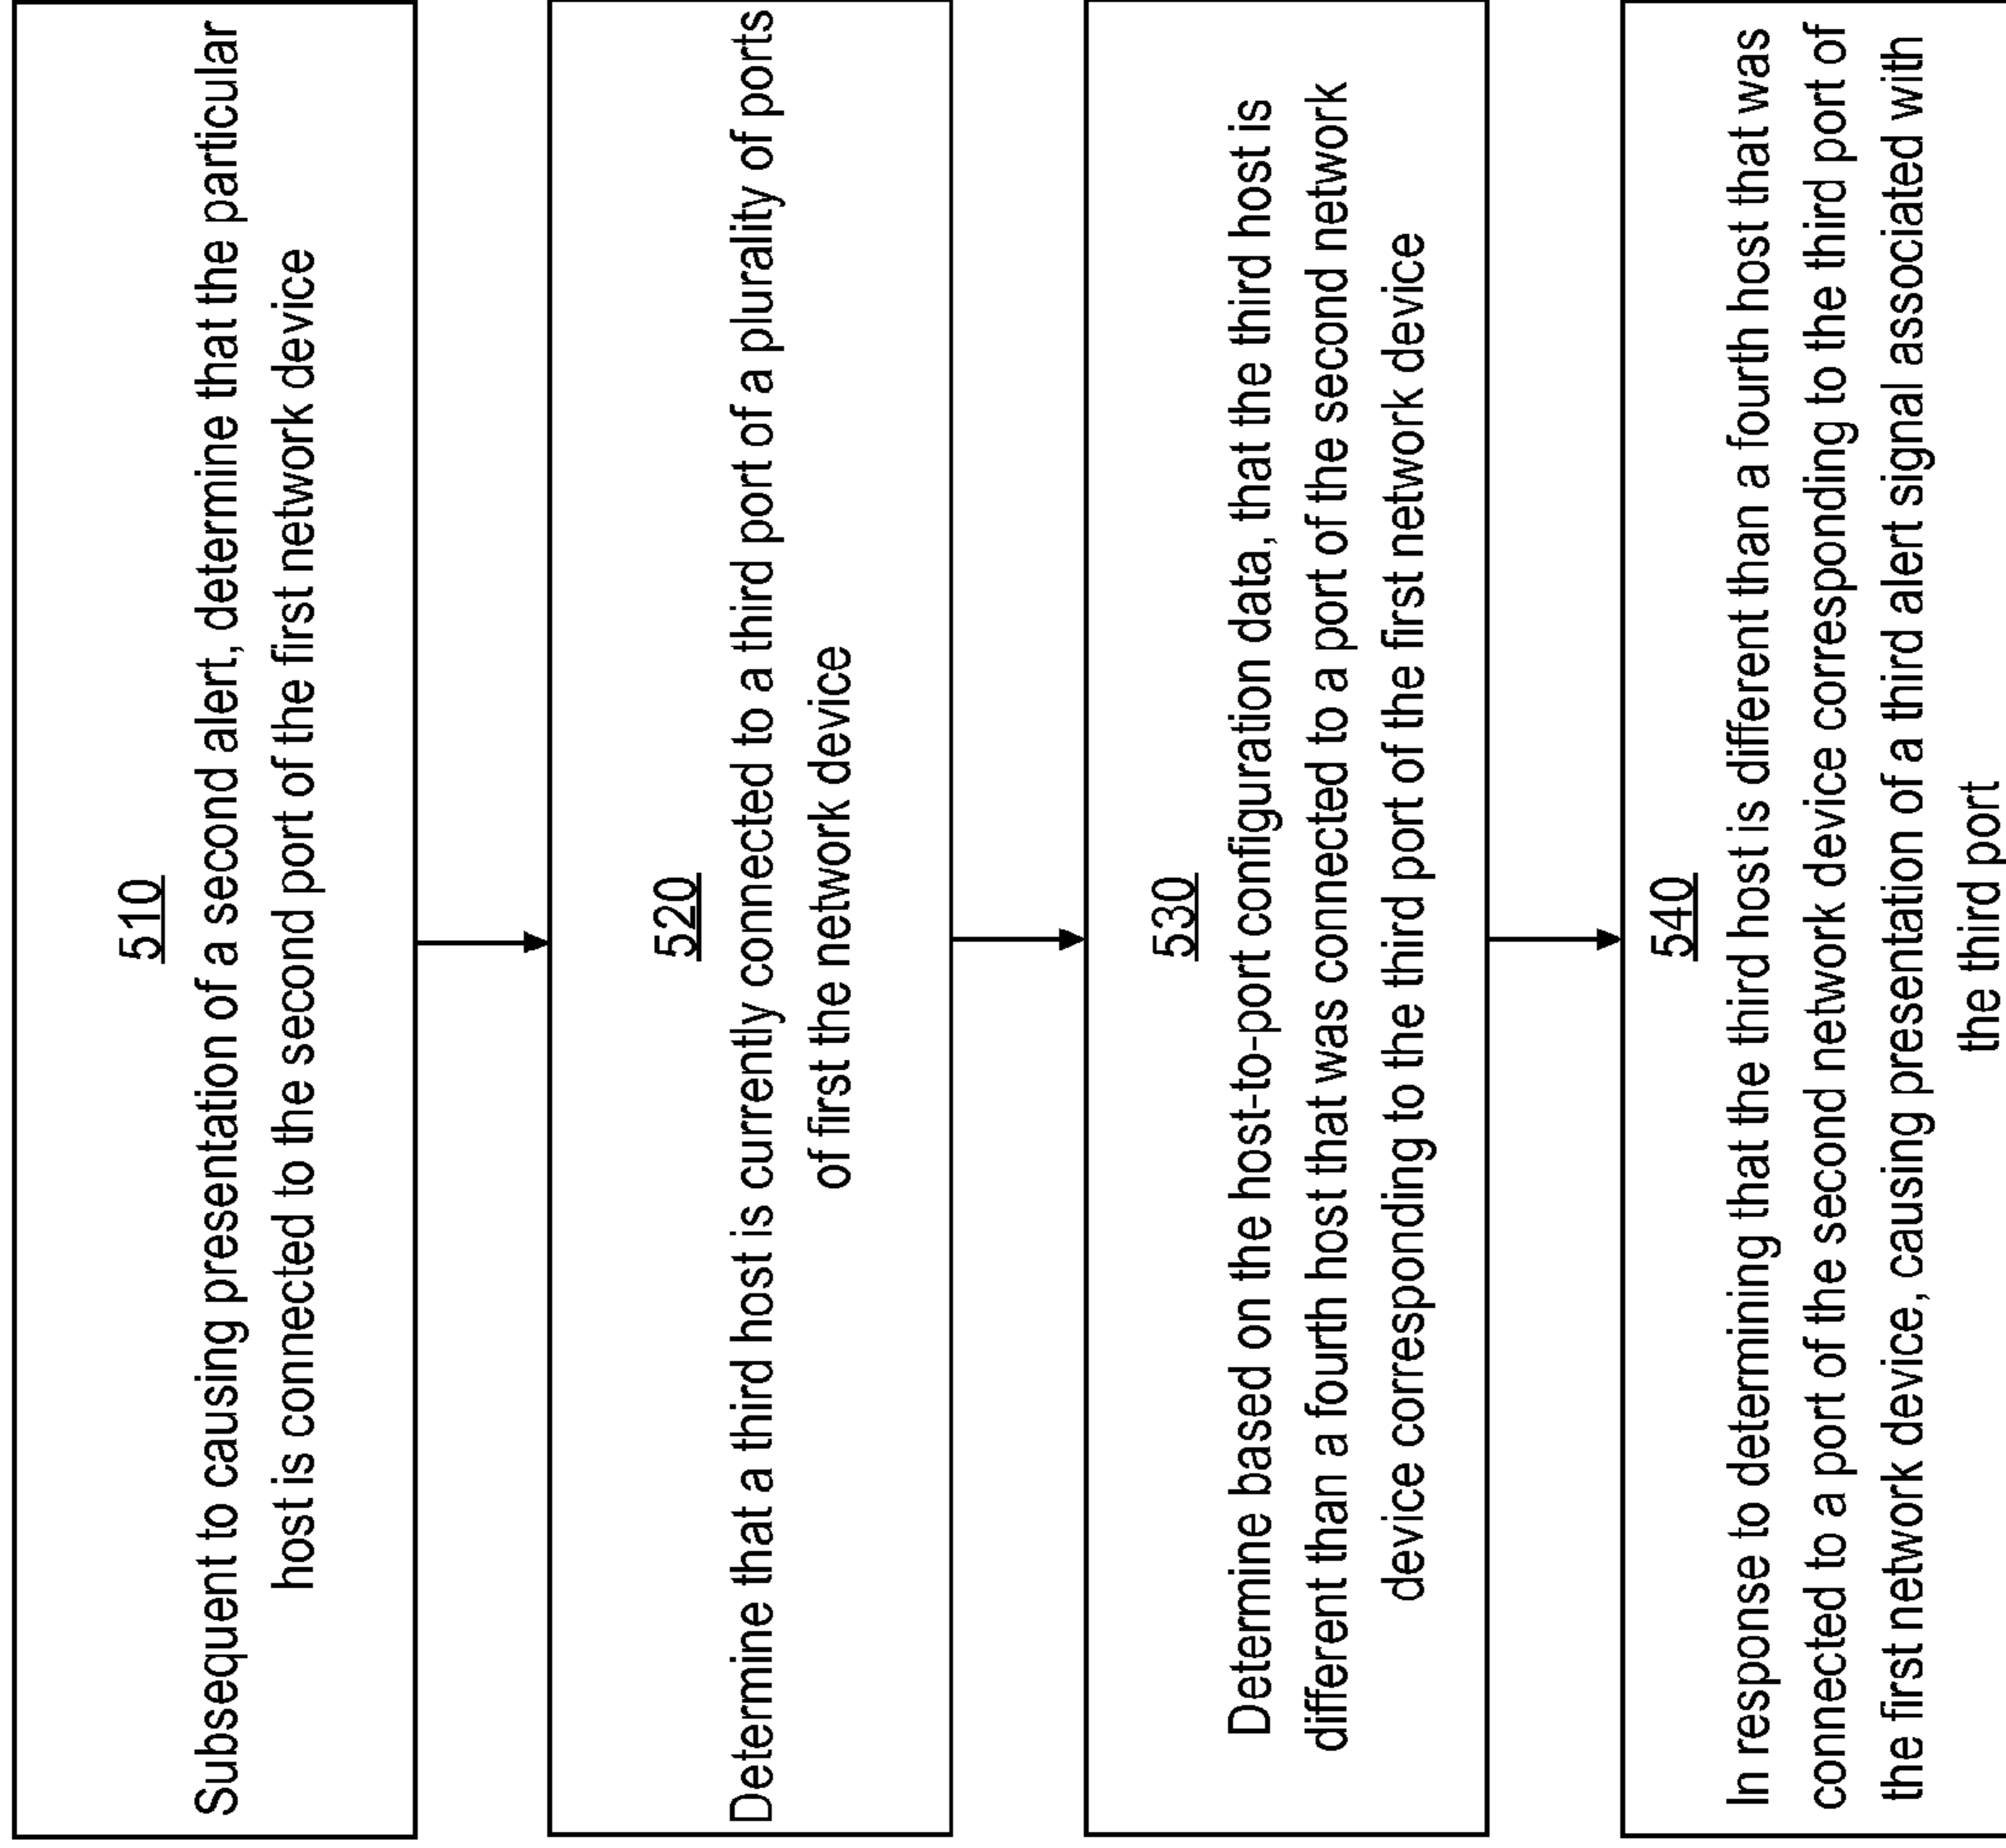 510
Subsequent to causing presentation of a second alert, determine that the particular
host is connected to the second port of the first network device
520
Determine that a third host is currently connected to a third port of a plurality of ports
of first the network device
530
Determine based on the host-to-port configuration data, that the third host is
different than a fourth host that was connected to a port of the second network
device corresponding to the third port of the first network device
540
In response to determining that the third host is different than a fourth host that was
connected to a port of the second network device corresponding to the third port of
the first network device, causing presentation of a third alert signal associated with
the third port